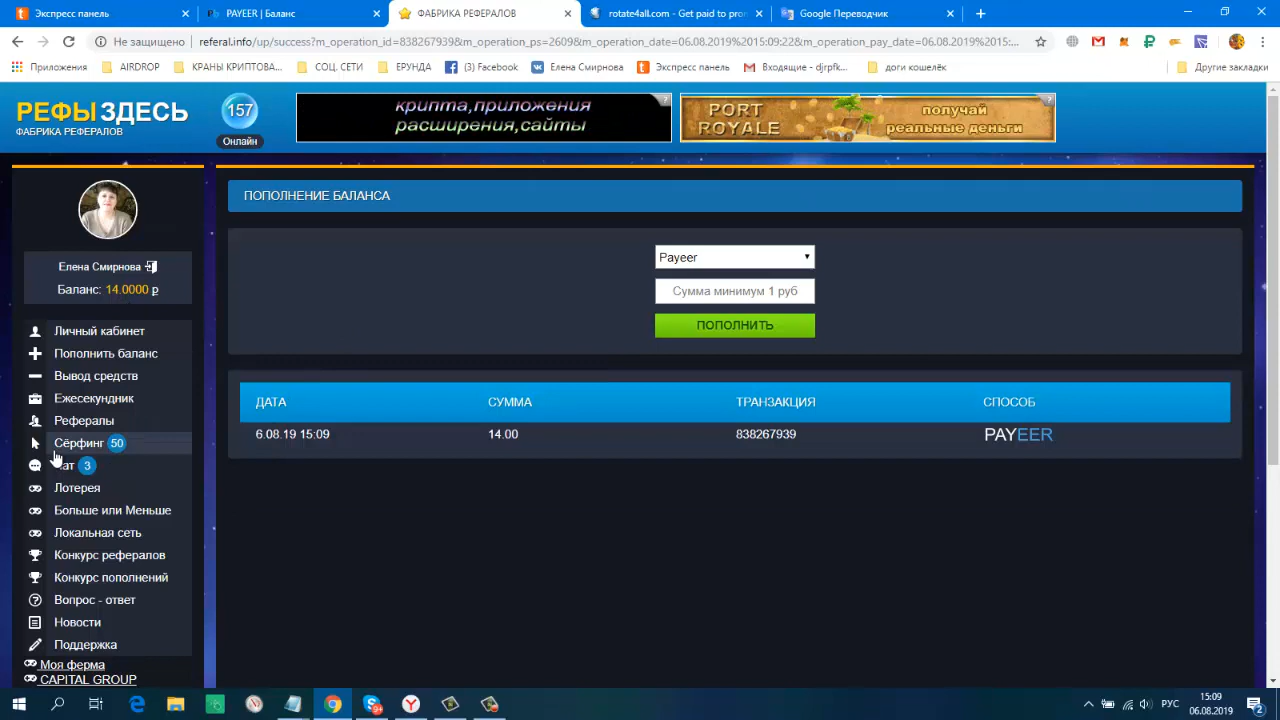 Экспресс панель
PAYEER | Баланс
ФАБРИКА РЕФЕРАЛОВ
rotate4all.com - Get paid to pro
Google Переводчик
Не защищено
referal.info/up/success?m_operation_id=838267939&m_operation_ps=2609&m_operation_date=06.08.2019%2015:09:22&m_operation_pay_date=06.08.2019%2015:...
Приложения
AIRDROP
КРАНЫ КРИПТОВА...
СОЦ. СЕТИ
ЕРУНДА
(3) Facebook
Елена Смирнова
Экспресс панель
Входящие - djrpfk...
доги кошелёк
Другие закладки
РЕФЫ ЗДЕСЬ
ФАБРИКА РЕФЕРАЛОВ
157
Онлайн
крипта,приложения
расширения,сайты
PORT
ROYALE
получай
реальные деньги
Елена Смирнова
Баланс: 14.0000 р
Личный кабинет
Пополнить баланс
Вывод средств
Ежесекундник
Рефералы
Сёрфинг 50
ат 3
Лотерея
Больше или Меньше
Локальная сеть
Конкурс рефералов
Конкурс пополнений
Вопрос - ответ
Новости
Поддержка
Моя ферма
CAPITAL GROUP
ПОПОЛНЕНИЕ БАЛАНСА
Payeer
Сумма минимум 1 руб
ПОПОЛНИТЬ
ДАТА СУММА ТРАНЗАКЦИЯ СПОСОБ
6.08.19 15:09 14.00 838267939 PAYEER
РУС
15:09
06.08.2019
2